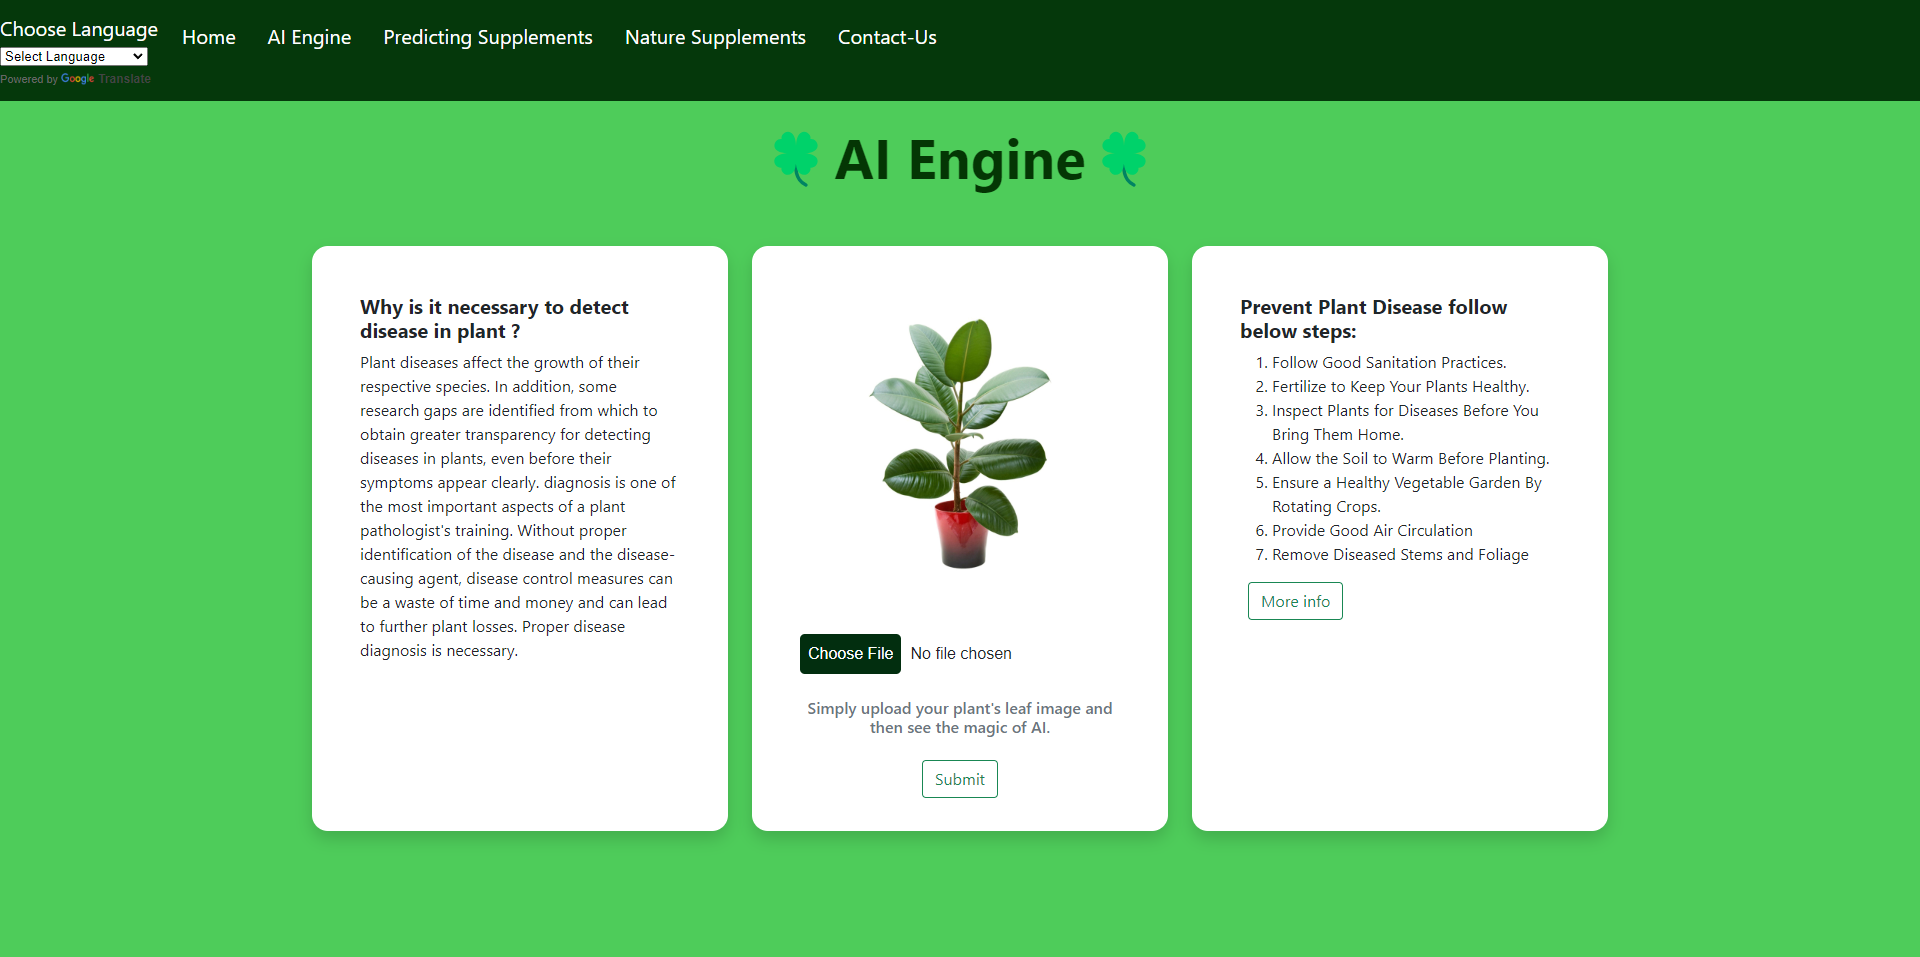 Choose Language
Select Language
Powered by Google Translate
Home
AI Engine
Predicting Supplements
Nature Supplements
Contact-Us
🍀 AI Engine 🍀
Why is it necessary to detect
disease in plant ?
Plant diseases affect the growth of their
respective species. In addition, some
research gaps are identified from which to
obtain greater transparency for detecting
diseases in plants, even before their
symptoms appear clearly. diagnosis is one of
the most important aspects of a plant
pathologist's training. Without proper
identification of the disease and the disease-
causing agent, disease control measures can
be a waste of time and money and can lead
to further plant losses. Proper disease
diagnosis is necessary.
Choose File No file chosen
Simply upload your plant's leaf image and
then see the magic of AI.
Submit
Prevent Plant Disease follow
below steps:
1. Follow Good Sanitation Practices.
2. Fertilize to Keep Your Plants Healthy.
3. Inspect Plants for Diseases Before You
Bring Them Home.
4. Allow the Soil to Warm Before Planting.
5. Ensure a Healthy Vegetable Garden By
Rotating Crops.
6. Provide Good Air Circulation
7. Remove Diseased Stems and Foliage
More info